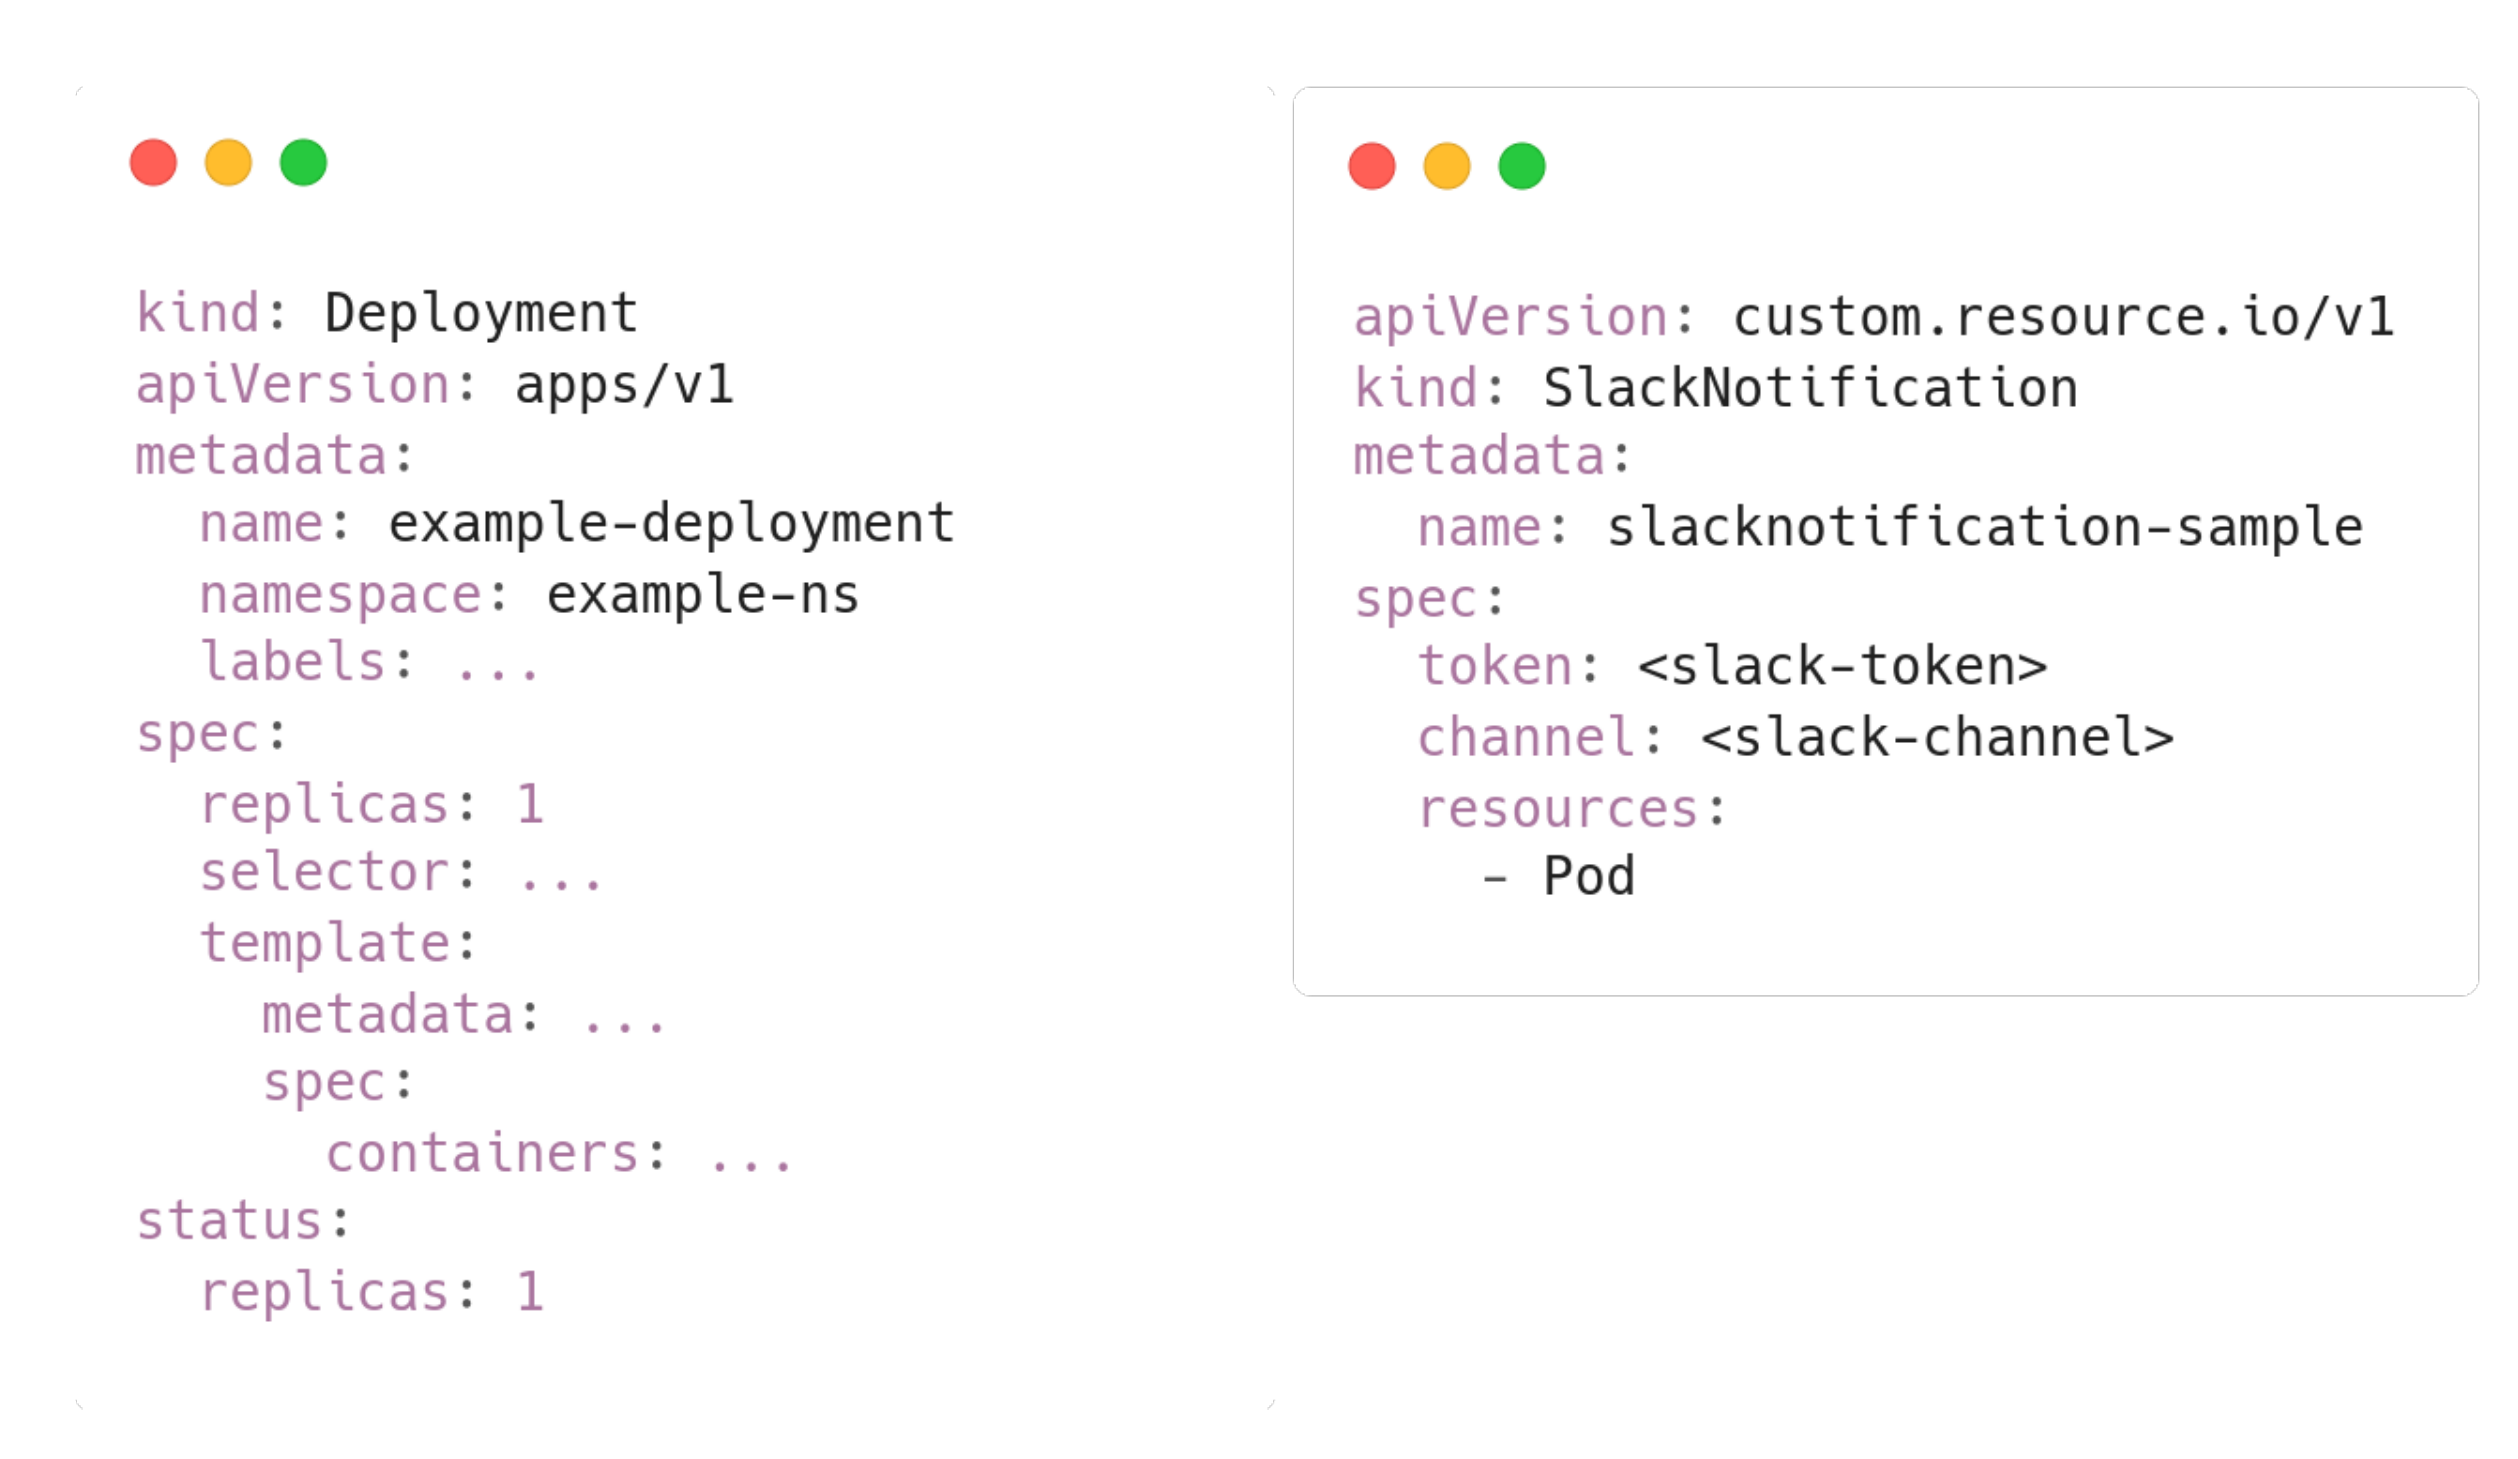 kind: Deployment
apiVersion: apps/v1
metadata:
  name: example-deployment
  namespace: example-ns
  labels: ...
spec:
  replicas: 1
  selector: ...
  template:
    metadata: ...
    spec:
      containers: ...
status:
  replicas: 1
apiVersion: custom.resource.io/v1
kind: SlackNotification
metadata:
  name: slacknotification-sample
spec:
  token: <slack-token>
  channel: <slack-channel>
  resources:
    - Pod